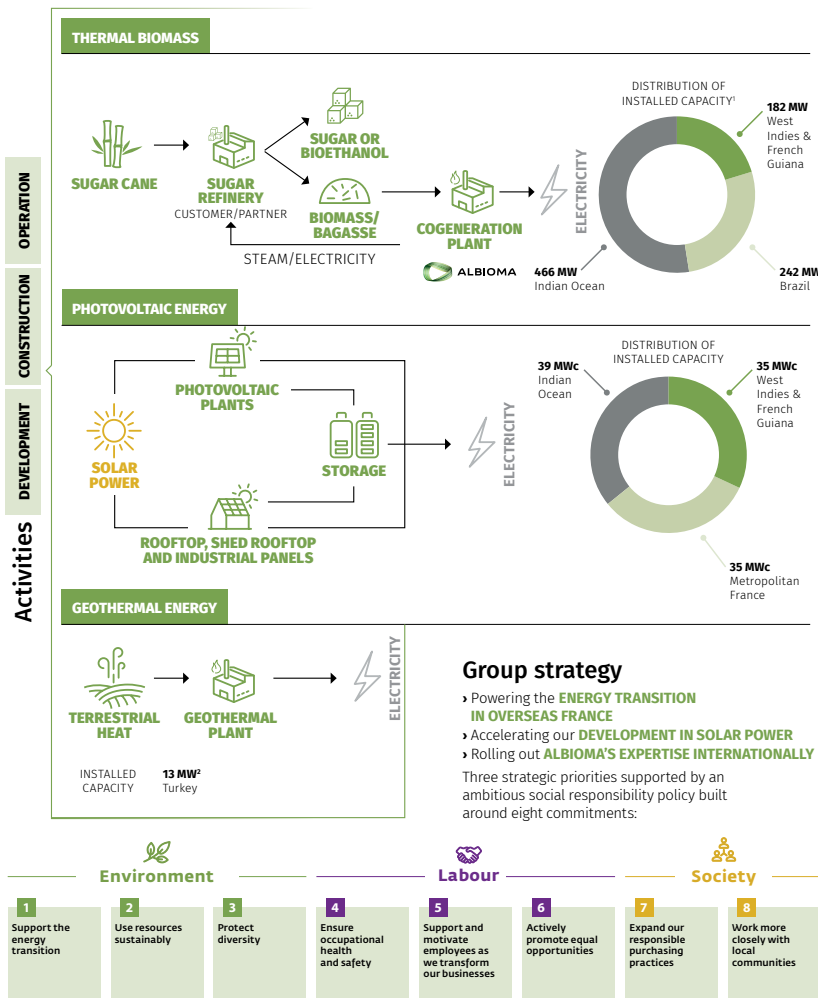 THERMAL BIOMASS
SUGAR CANE
SUGAR
REFINERY
CUSTOMER/PARTNER
SUGAR OR
BIOETHANOL
BIOMASS/
BAGASSE
COGENERATION
PLANT
ALBIOMA
STEAM/ELECTRICITY
ELECTRICITY
DISTRIBUTION OF
INSTALLED CAPACITY¹
182 MW
West
Indies &
French
Guiana
466 MW
Indian Ocean
242 MW
Brazil
OPERATION
CONSTRUCTION
DEVELOPMENT
Activities
PHOTOVOLTAIC ENERGY
PHOTOVOLTAIC
PLANTS
SOLAR
POWER
STORAGE
ROOFTOP, SHED ROOFTOP
AND INDUSTRIAL PANELS
ELECTRICITY
DISTRIBUTION OF
INSTALLED CAPACITY
39 MWc
Indian
Ocean
35 MWc
West
Indies &
French
Guiana
35 MWc
Metropolitan
France
GEOTHERMAL ENERGY
TERRESTRIAL
HEAT
GEOTHERMAL
PLANT
ELECTRICITY
INSTALLED
CAPACITY
13 MW²
Turkey
Group strategy
› Powering the ENERGY TRANSITION
IN OVERSEAS FRANCE
› Accelerating our DEVELOPMENT IN SOLAR POWER
› Rolling out ALBIOMA'S EXPERTISE INTERNATIONALLY
Three strategic priorities supported by an
ambitious social responsibility policy built
around eight commitments:
Environment
Labour
Society
1
Support the
energy
transition
2
Use resources
sustainably
3
Protect
diversity
4
Ensure
occupational
health
and safety
5
Support and
motivate
employees as
we transform
our businesses
6
Actively
promote equal
opportunities
7
Expand our
responsible
purchasing
practices
8
Work more
closely with
local
communities